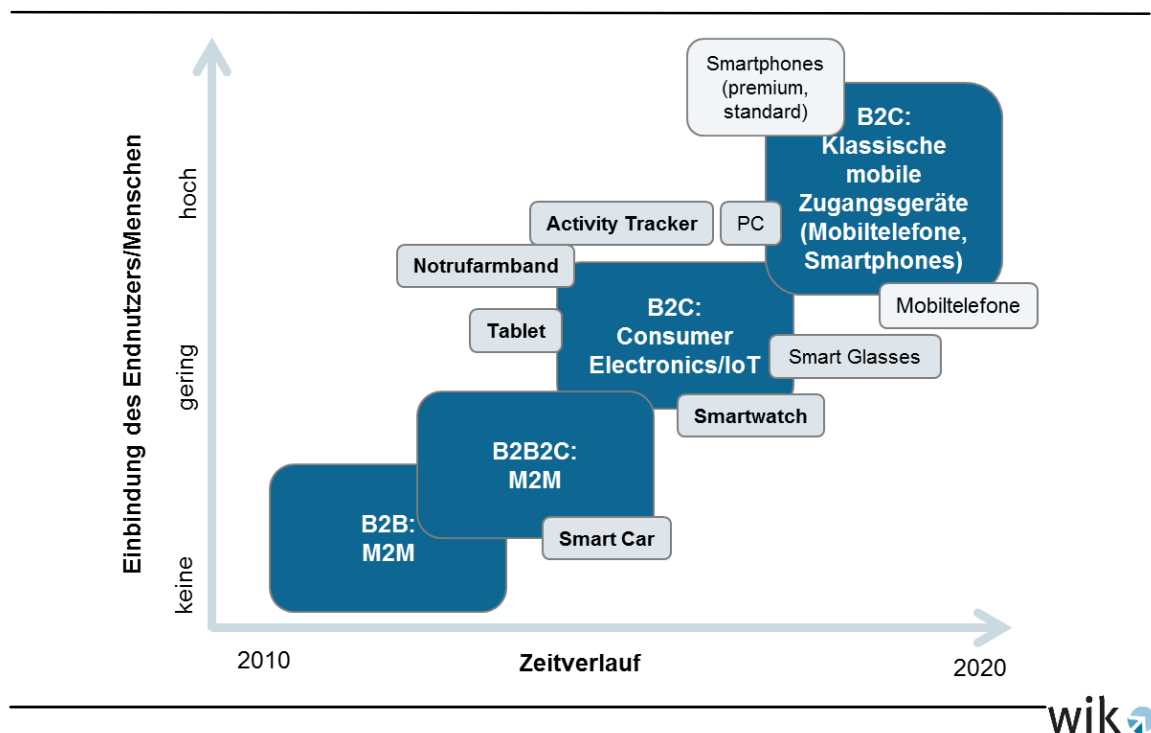 Einbindung des Endnutzers/Menschen
hoch
gering
keine
Smartphones
(premium,
standard)
B2C:
Klassische
mobile
Zugangsgeräte
(Mobiltelefone,
Smartphones)
Activity Tracker
PC
Notrufarmband
Mobiltelefone
B2C:
Consumer
Electronics/IoT
Tablet
Smart Glasses
Smartwatch
B2B2C:
M2M
B2B:
M2M
Smart Car
2010
Zeitverlauf
2020
wik